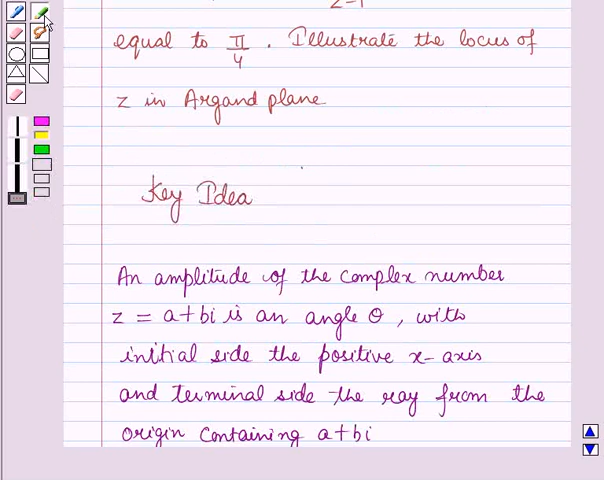 z-1
equal to π/4 . Illustrate the locus of
z in Argand plane
Key Idea
An amplitude of the complex number
z = a+bi is an angle θ, with
initial side the positive x-axis
and terminal side the ray from the
origin containing a+bi